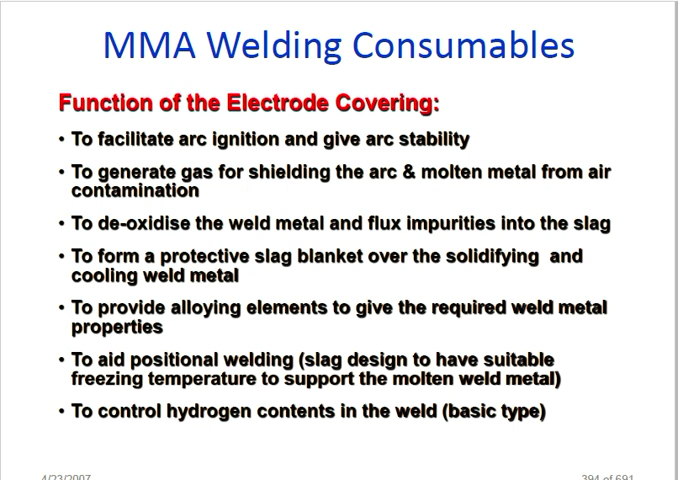 MMA Welding Consumables
Function of the Electrode Covering:
• To facilitate arc ignition and give arc stability
• To generate gas for shielding the arc & molten metal from air
contamination
• To de-oxidise the weld metal and flux impurities into the slag
• To form a protective slag blanket over the solidifying and
cooling weld metal
• To provide alloying elements to give the required weld metal
properties
• To aid positional welding (slag design to have suitable
freezing temperature to support the molten weld metal)
• To control hydrogen contents in the weld (basic type)
4/23/2007
394 of 691